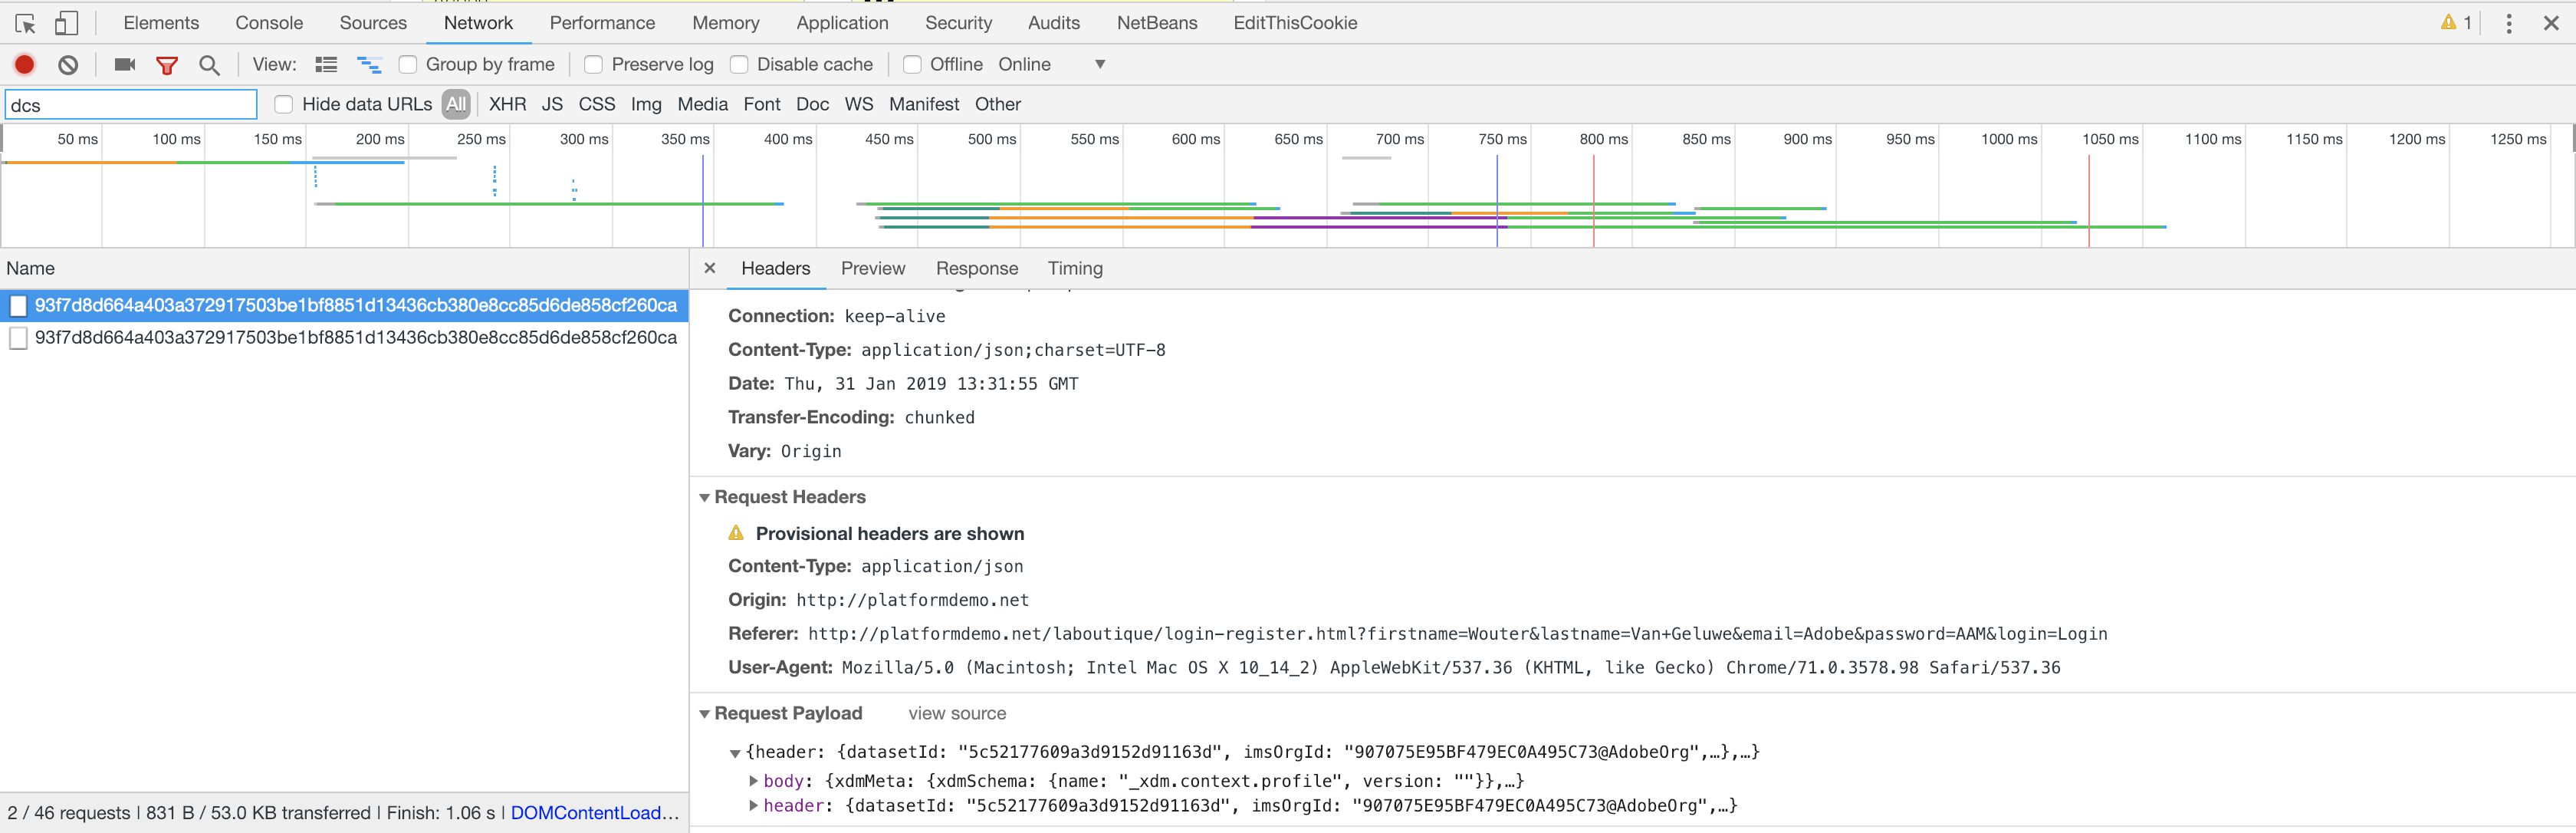 Elements Console Sources Network Performance Memory Application Security Audits NetBeans EditThisCookie 1
View: Group by frame Preserve log Disable cache Offline Online
dcs Hide data URLs All XHR JS CSS Img Media Font Doc WS Manifest Other
50 ms 100 ms 150 ms 200 ms 250 ms 300 ms 350 ms 400 ms 450 ms 500 ms 550 ms 600 ms 650 ms 700 ms 750 ms 800 ms 850 ms 900 ms 950 ms 1000 ms 1050 ms 1100 ms 1150 ms 1200 ms 1250 ms
Name
93f7d8d664a403a372917503be1bf8851d13436cb380e8cc85d6de858cf260ca
93f7d8d664a403a372917503be1bf8851d13436cb380e8cc85d6de858cf260ca
2 / 46 requests | 831 B / 53.0 KB transferred | Finish: 1.06 s | DOMContentLoad…
Headers Preview Response Timing
Connection: keep-alive
Content-Type: application/json;charset=UTF-8
Date: Thu, 31 Jan 2019 13:31:55 GMT
Transfer-Encoding: chunked
Vary: Origin
Request Headers
Provisional headers are shown
Content-Type: application/json
Origin: http://platformdemo.net
Referer: http://platformdemo.net/laboutique/login-register.html?firstname=Wouter&lastname=Van+Geluwe&email=Adobe&password=AAM&login=Login
User-Agent: Mozilla/5.0 (Macintosh; Intel Mac OS X 10_14_2) AppleWebKit/537.36 (KHTML, like Gecko) Chrome/71.0.3578.98 Safari/537.36
Request Payload view source
{header: {datasetId: "5c52177609a3d9152d91163d", imsOrgId: "907075E95BF479EC0A495C73@AdobeOrg",…},…}
body: {xdmMeta: {xdmSchema: {name: "_xdm.context.profile", version: ""}},…}
header: {datasetId: "5c52177609a3d9152d91163d", imsOrgId: "907075E95BF479EC0A495C73@AdobeOrg",…}